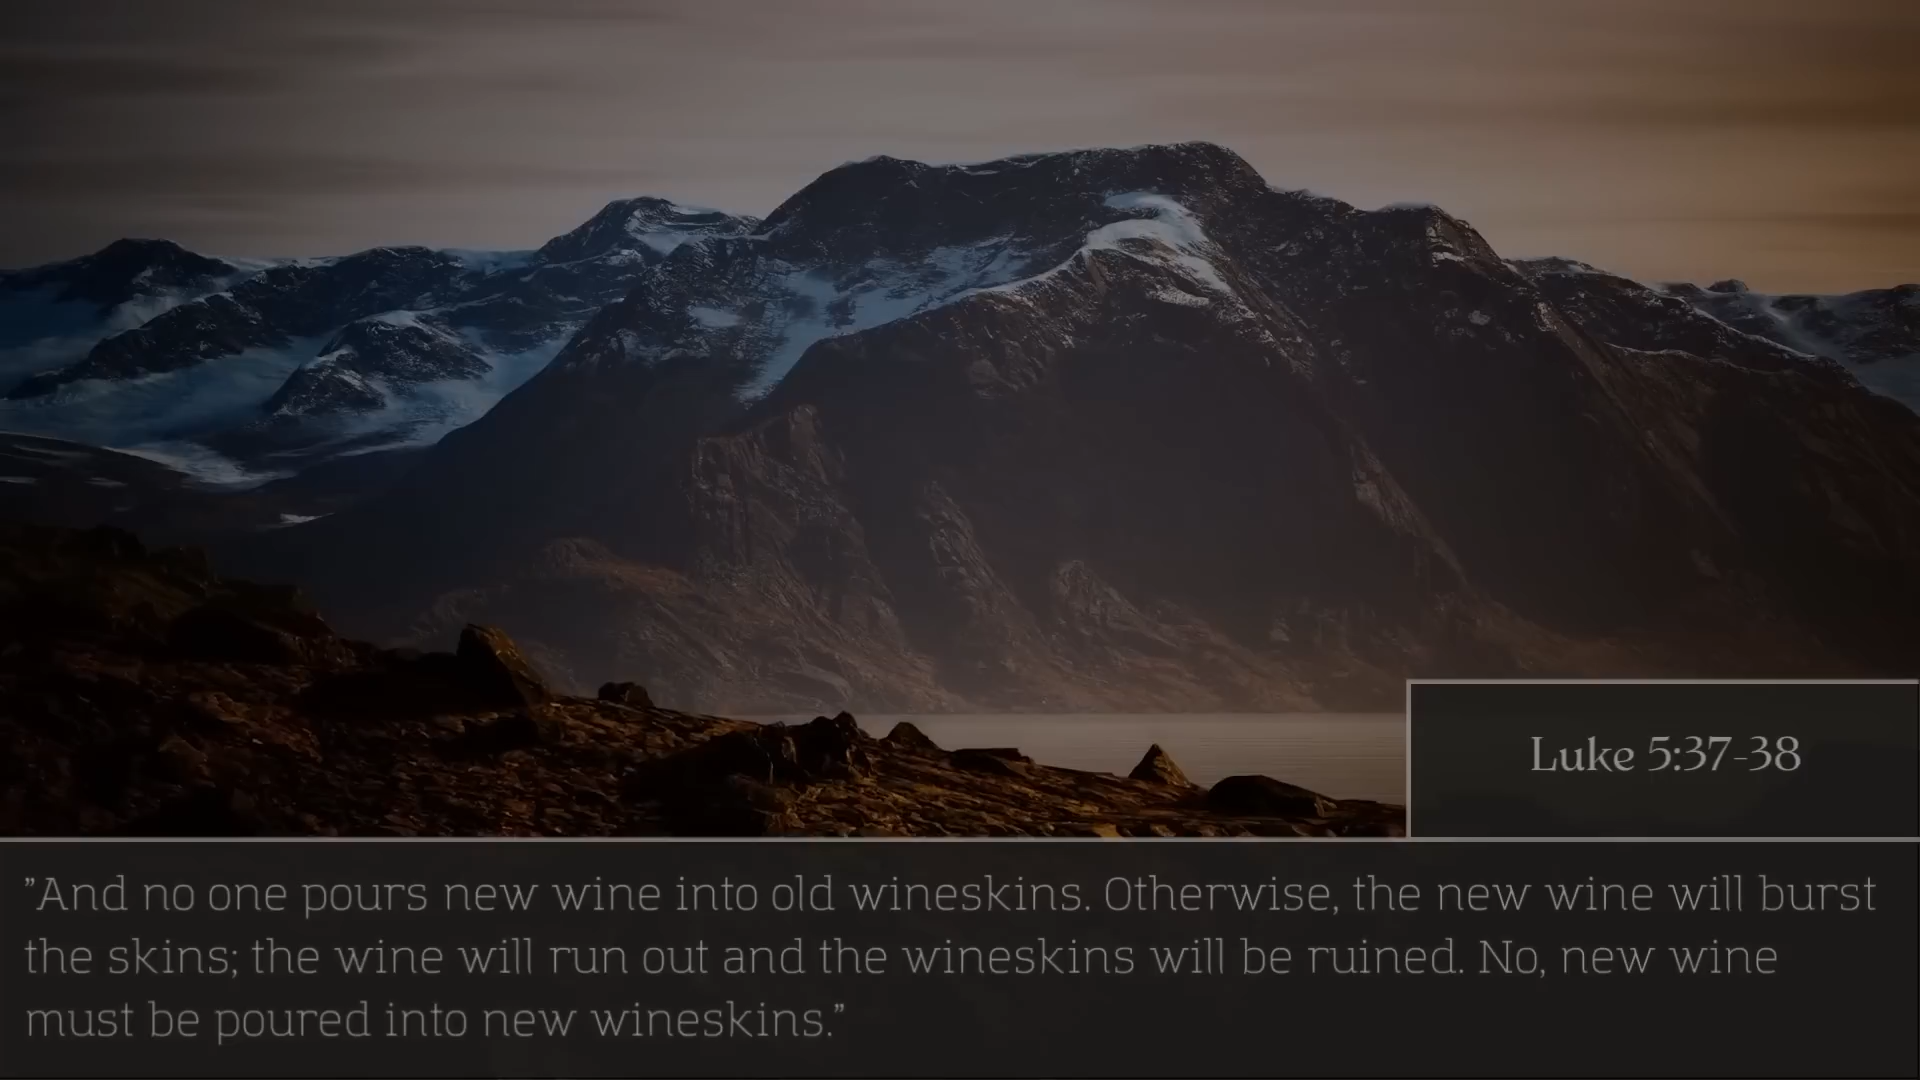 Luke 5:37-38
”And no one pours new wine into old wineskins. Otherwise, the new wine will burst
the skins; the wine will run out and the wineskins will be ruined. No, new wine
must be poured into new wineskins.”